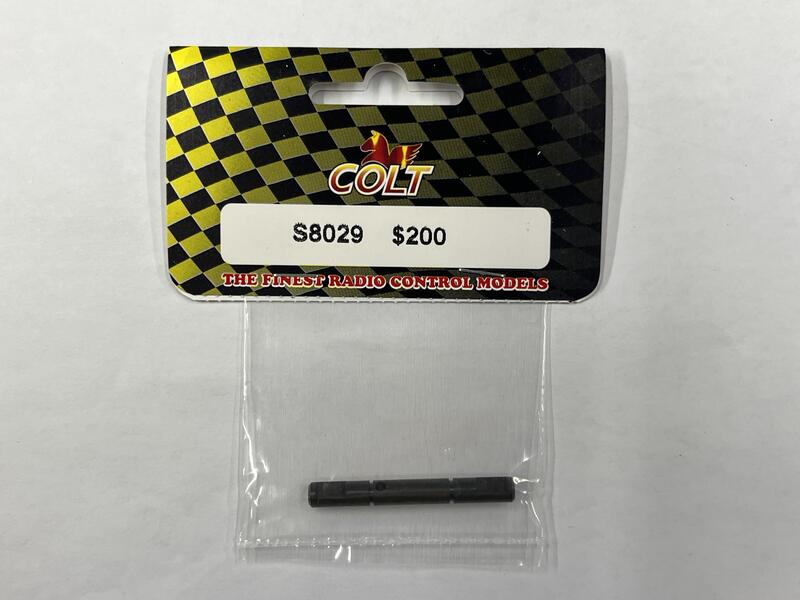 COLT
S8029 $200
THE FINEST RADIO CONTROL MODELS